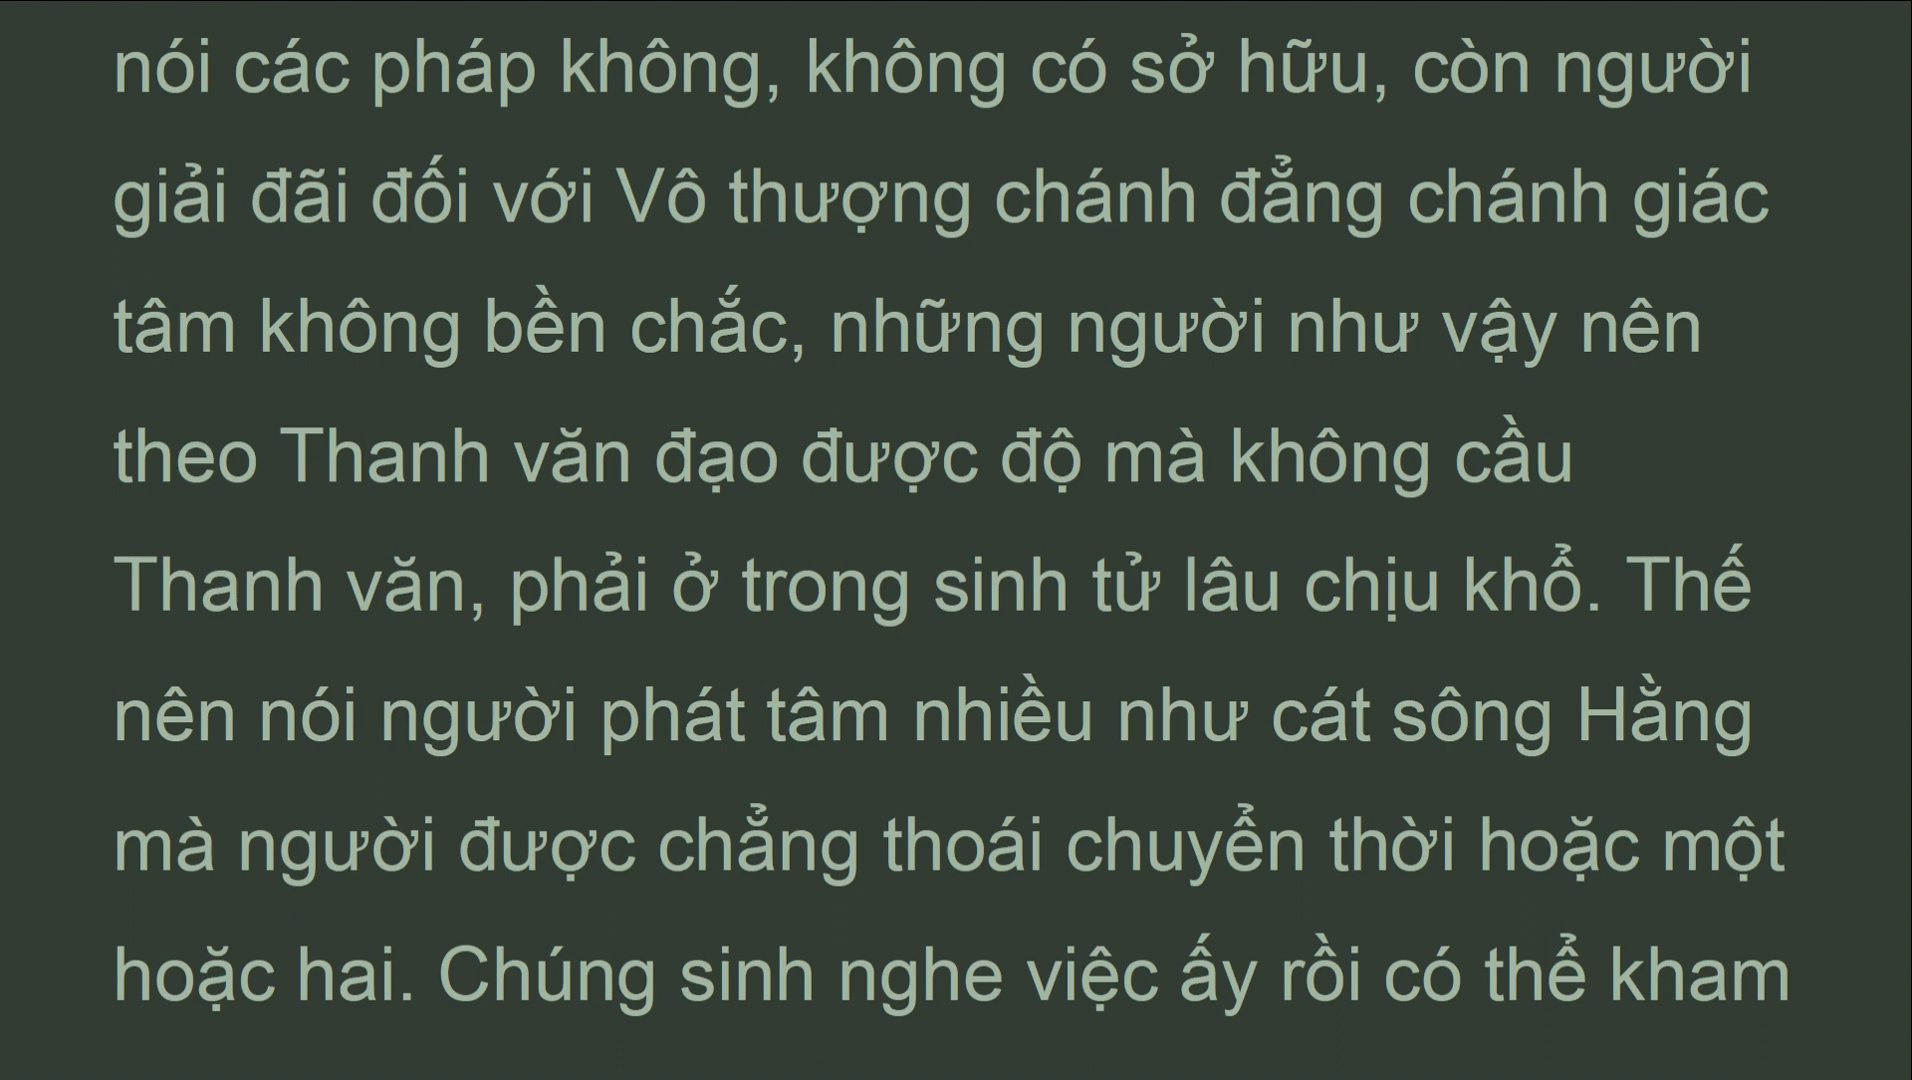 nói các pháp không, không có sở hữu, còn người
giải đãi đối với Vô thượng chánh đẳng chánh giác
tâm không bền chắc, những người như vậy nên
theo Thanh văn đạo được độ mà không cầu
Thanh văn, phải ở trong sinh tử lâu chịu khổ. Thế
nên nói người phát tâm nhiều như cát sông Hằng
mà người được chẳng thoái chuyển thời hoặc một
hoặc hai. Chúng sinh nghe việc ấy rồi có thể kham